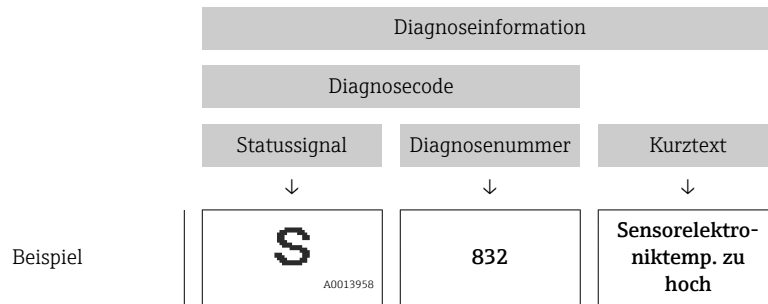 Diagnoseinformation
Diagnosecode
Statussignal Diagnosenummer Kurztext
↓ ↓ ↓
Beispiel S 832 Sensorelektro-
niktemp. zu
hoch
A0013958